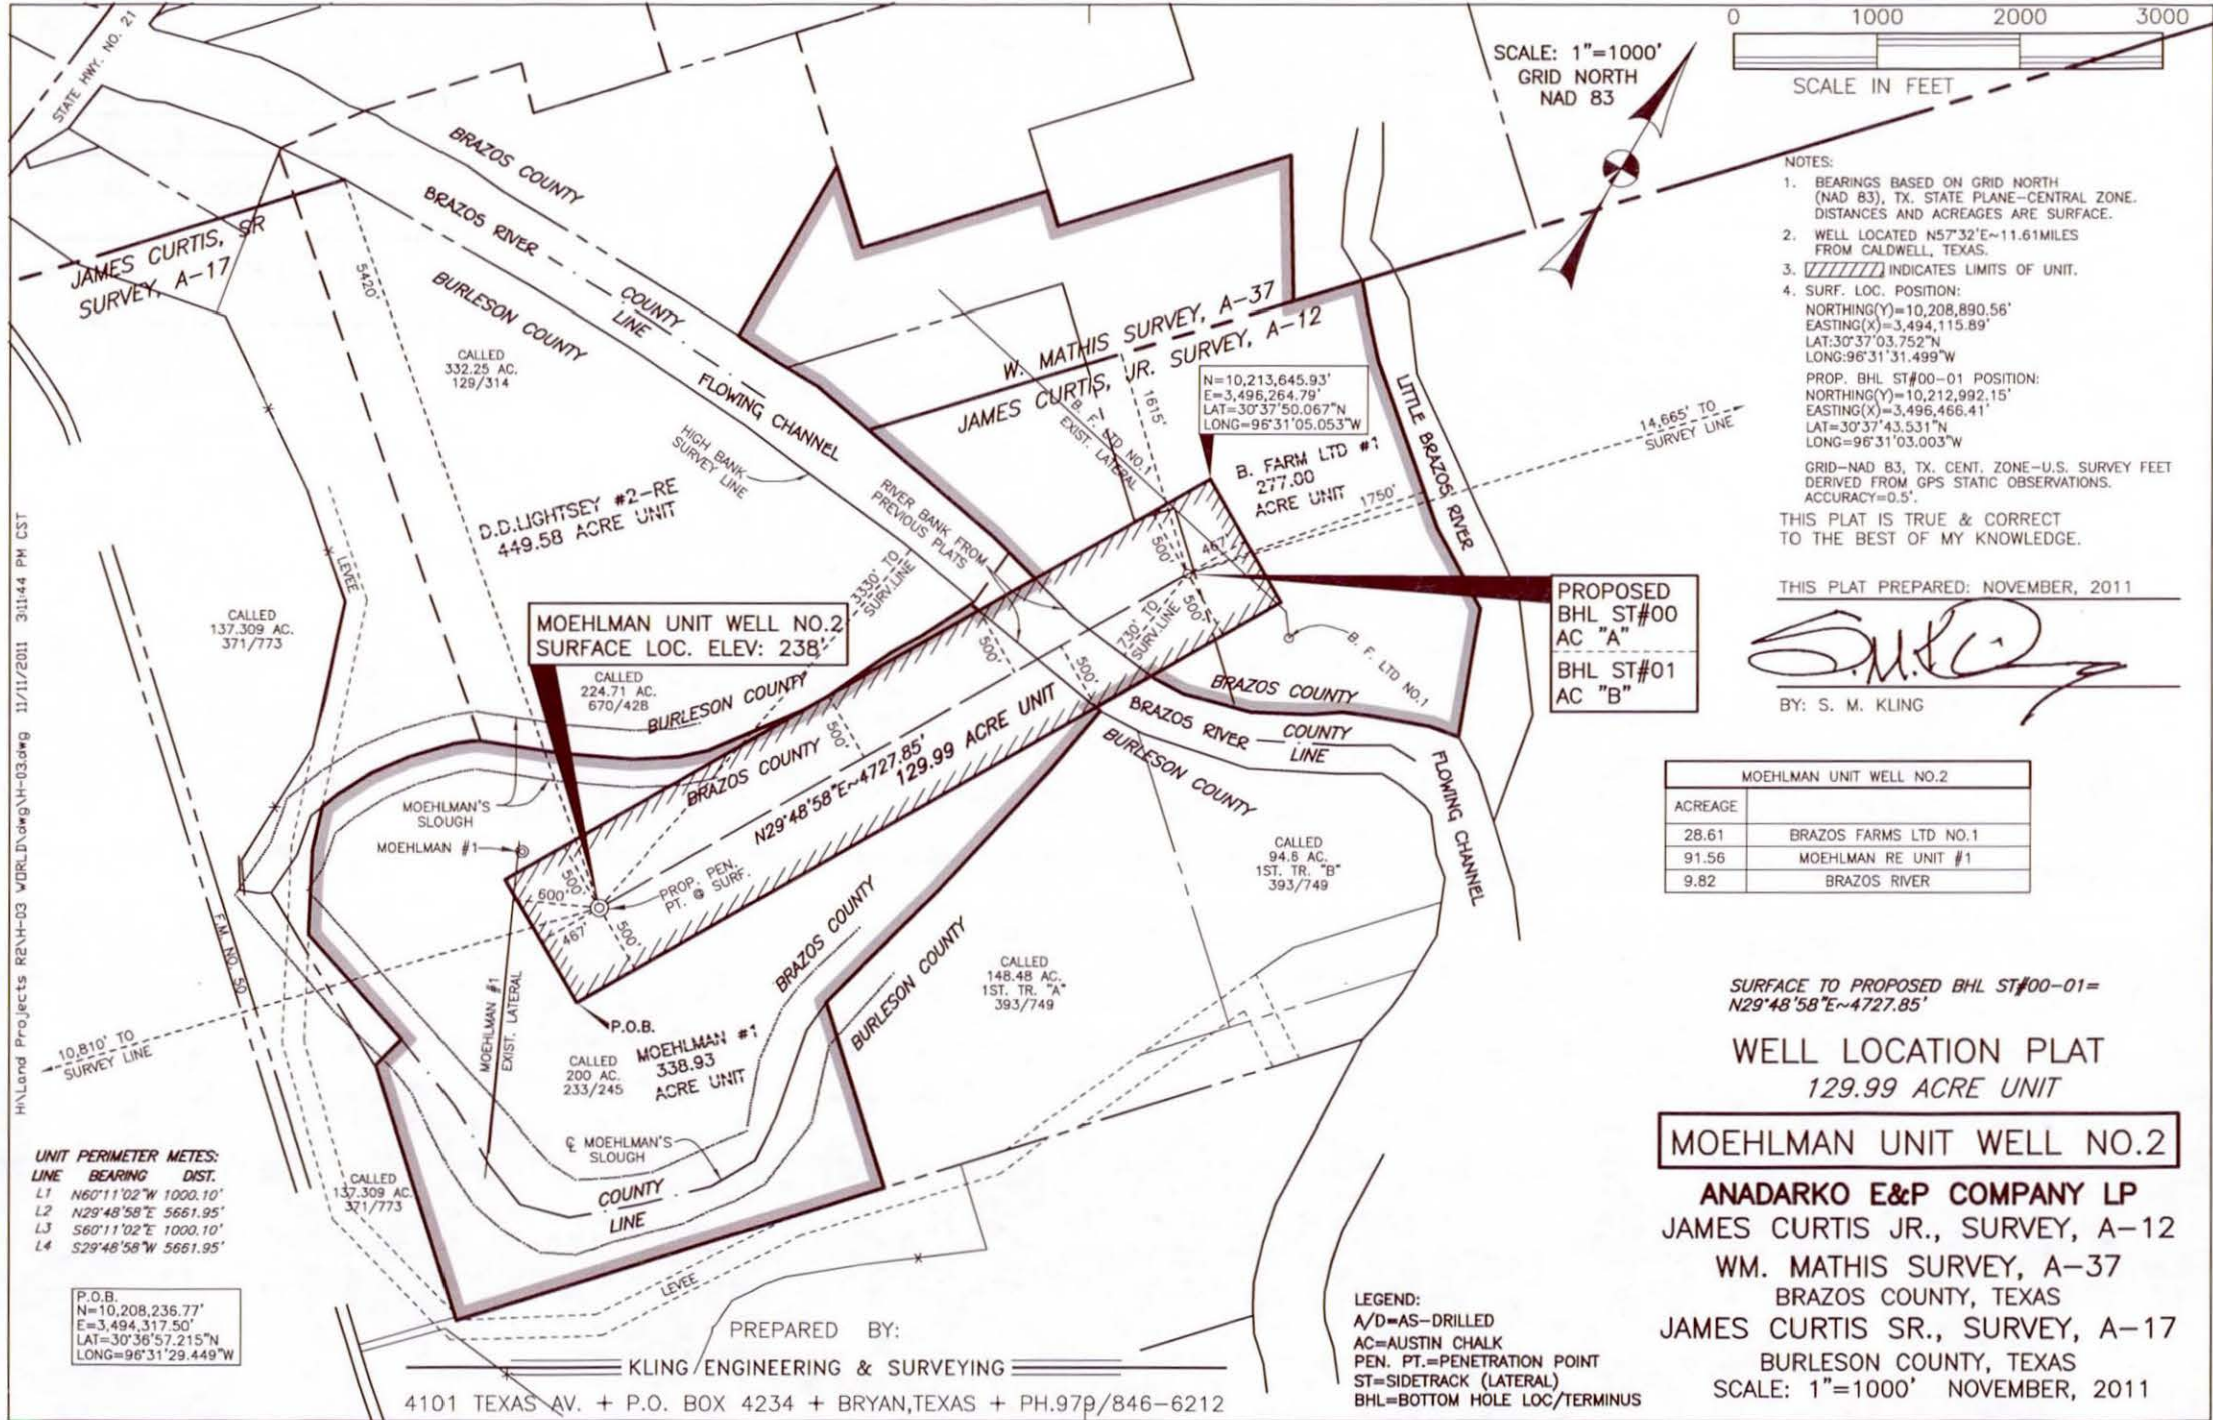 0 1000 2000 3000
SCALE IN FEET
SCALE: 1"=1000'
GRID NORTH
NAD 83
STATE HWY. NO. 21
BRAZOS COUNTY
BRAZOS RIVER
BURLESON COUNTY
COUNTY
LINE
FLOWING CHANNEL
JAMES CURTIS, SR
SURVEY, A-17
5420'
CALLED
332.25 AC.
129/314
HIGH BANK
SURVEY LINE
D.D.LIGHTSEY #2-RE
449.58 ACRE UNIT
RIVER BANK FROM
PREVIOUS PLATS
3330' TO
SURV.LINE
W. MATHIS SURVEY, A-37
JAMES CURTIS, JR. SURVEY, A-12
1615'
B. F. LTD NO.1
EXIST. LATERAL
N=10,213,645.93'
E=3,496,264.79'
LAT=30°37'50.067"N
LONG=96°31'05.053"W
B. FARM LTD #1
277.00
ACRE UNIT
1750'
LITTLE BRAZOS RIVER
14,665' TO
SURVEY LINE
500'
467'
500'
730' TO
SURV.LINE
B. F. LTD NO.1
PROPOSED
BHL ST#00
AC "A"
BHL ST#01
AC "B"
NOTES:
1. BEARINGS BASED ON GRID NORTH
(NAD 83), TX. STATE PLANE-CENTRAL ZONE.
DISTANCES AND ACREAGES ARE SURFACE.
2. WELL LOCATED N57°32'E~11.61MILES
FROM CALDWELL, TEXAS.
3. INDICATES LIMITS OF UNIT.
4. SURF. LOC. POSITION:
NORTHING(Y)=10,208,890.56'
EASTING(X)=3,494,115.89'
LAT:30°37'03.752"N
LONG:96°31'31.499"W
PROP. BHL ST#00-01 POSITION:
NORTHING(Y)=10,212,992.15'
EASTING(X)=3,496,466.41'
LAT=30°37'43.531"N
LONG=96°31'03.003"W
GRID-NAD 83, TX. CENT. ZONE-U.S. SURVEY FEET
DERIVED FROM GPS STATIC OBSERVATIONS.
ACCURACY=0.5'.
THIS PLAT IS TRUE & CORRECT
TO THE BEST OF MY KNOWLEDGE.
THIS PLAT PREPARED: NOVEMBER, 2011
BY: S. M. KLING
H:\Land Projects R2\H-03 WORLD\dwg\H-03.dwg 11/11/2011 3:11:44 PM CST
LEVEE
CALLED
137.309 AC.
371/773
MOEHLMAN UNIT WELL NO.2
SURFACE LOC. ELEV: 238'
CALLED
224.71 AC.
670/428
BURLESON COUNTY
BRAZOS COUNTY
500'
500'
500'
N29°48'58"E~4727.85'
129.99 ACRE UNIT
BRAZOS COUNTY
BRAZOS RIVER
COUNTY
LINE
BURLESON COUNTY
FLOWING CHANNEL
MOEHLMAN'S
SLOUGH
MOEHLMAN #1
500'
600'
467'
500'
PROP. PEN.
PT. @ SURF.
CALLED
94.6 AC.
1ST. TR. "B"
393/749
F.M. NO. 50
MOEHLMAN #1
EXIST. LATERAL
BRAZOS COUNTY
BURLESON COUNTY
CALLED
148.48 AC.
1ST. TR. "A"
393/749
10,810' TO
SURVEY LINE
P.O.B.
CALLED
200 AC.
233/245
MOEHLMAN #1
338.93
ACRE UNIT
℄ MOEHLMAN'S
SLOUGH
COUNTY
LINE
CALLED
137.309 AC.
371/773
LEVEE
MOEHLMAN UNIT WELL NO.2
ACREAGE
28.61 BRAZOS FARMS LTD NO.1
91.56 MOEHLMAN RE UNIT #1
9.82 BRAZOS RIVER
SURFACE TO PROPOSED BHL ST#00-01=
N29°48'58"E~4727.85'
WELL LOCATION PLAT
129.99 ACRE UNIT
MOEHLMAN UNIT WELL NO.2
ANADARKO E&P COMPANY LP
JAMES CURTIS JR., SURVEY, A-12
WM. MATHIS SURVEY, A-37
BRAZOS COUNTY, TEXAS
JAMES CURTIS SR., SURVEY, A-17
BURLESON COUNTY, TEXAS
SCALE: 1"=1000' NOVEMBER, 2011
UNIT PERIMETER METES:
LINE BEARING DIST.
L1 N60°11'02"W 1000.10'
L2 N29°48'58"E 5661.95'
L3 S60°11'02"E 1000.10'
L4 S29°48'58"W 5661.95'
P.O.B.
N=10,208,236.77'
E=3,494,317.50'
LAT=30°36'57.215"N
LONG=96°31'29.449"W
PREPARED BY:
KLING ENGINEERING & SURVEYING
4101 TEXAS AV. + P.O. BOX 4234 + BRYAN,TEXAS + PH.979/846-6212
LEGEND:
A/D=AS-DRILLED
AC=AUSTIN CHALK
PEN. PT.=PENETRATION POINT
ST=SIDETRACK (LATERAL)
BHL=BOTTOM HOLE LOC/TERMINUS